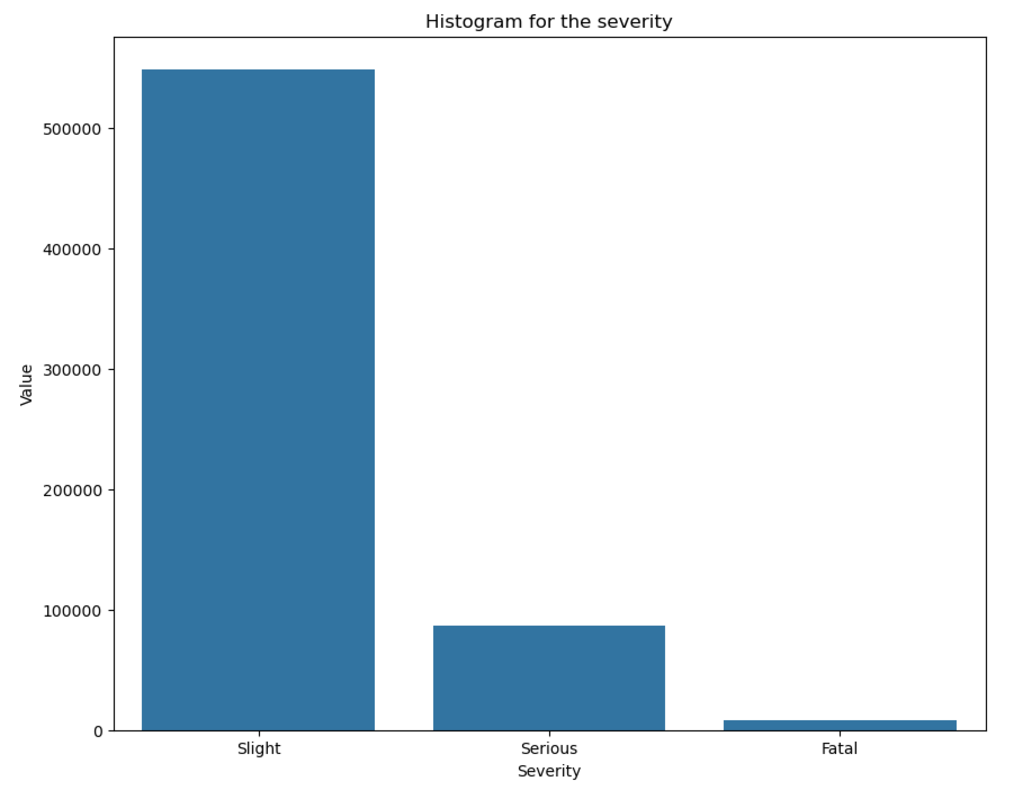 Histogram for the severity
Value
500000
400000
300000
200000
100000
0
Slight Serious Fatal
Severity